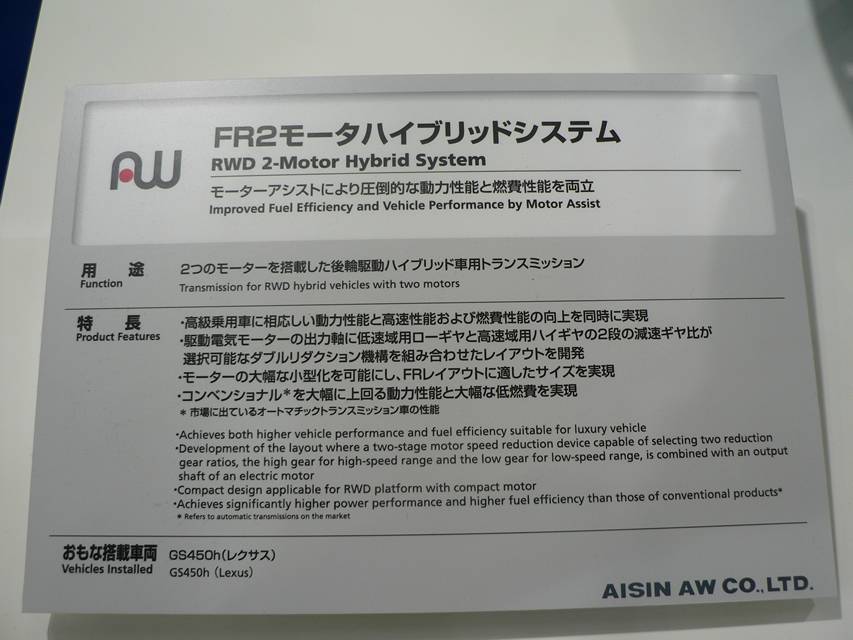 AW
FR2モータハイブリッドシステム
RWD 2-Motor Hybrid System
モーターアシストにより圧倒的な動力性能と燃費性能を両立
Improved Fuel Efficiency and Vehicle Performance by Motor Assist
用 途
Function
2つのモーターを搭載した後輪駆動ハイブリッド車用トランスミッション
Transmission for RWD hybrid vehicles with two motors
特 長
Product Features
・高級乗用車に相応しい動力性能と高速性能および燃費性能の向上を同時に実現
・駆動電気モーターの出力軸に低速域用ローギヤと高速域用ハイギヤの2段の減速ギヤ比が
選択可能なダブルリダクション機構を組み合わせたレイアウトを開発
・モーターの大幅な小型化を可能にし、FRレイアウトに適したサイズを実現
・コンベンショナル*を大幅に上回る動力性能と大幅な低燃費を実現
* 市場に出ているオートマチックトランスミッション車の性能
・Achieves both higher vehicle performance and fuel efficiency suitable for luxury vehicle
・Development of the layout where a two-stage motor speed reduction device capable of selecting two reduction
gear ratios, the high gear for high-speed range and the low gear for low-speed range, is combined with an output
shaft of an electric motor
・Compact design applicable for RWD platform with compact motor
・Achieves significantly higher power performance and higher fuel efficiency than those of conventional products*
* Refers to automatic transmissions on the market
おもな搭載車両
Vehicles Installed
GS450h(レクサス)
GS450h (Lexus)
AISIN AW CO.,LTD.